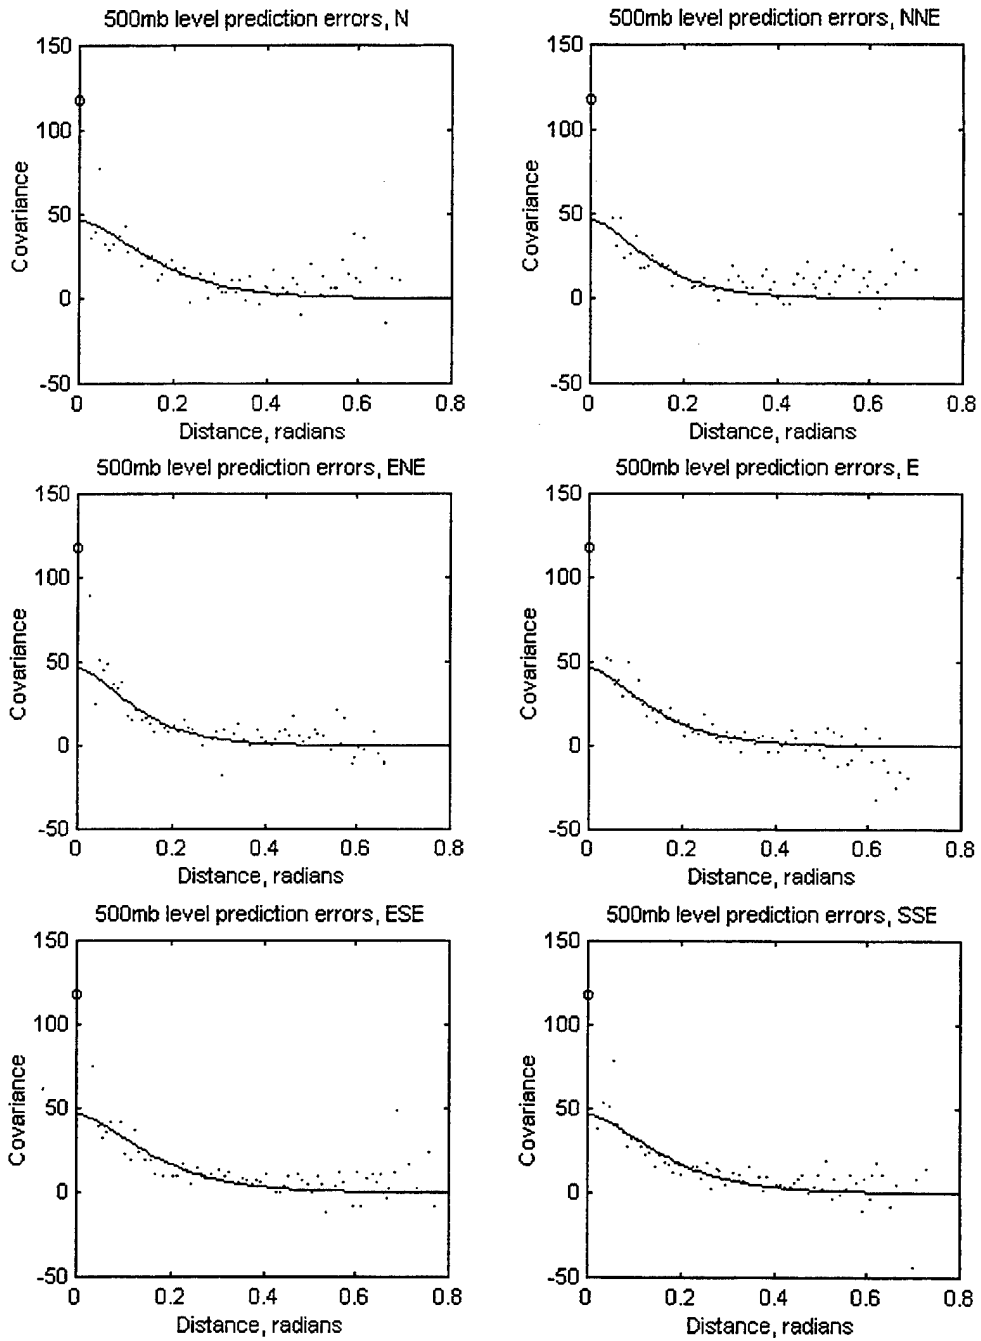 500mb level prediction errors, N
150
100
50
0
-50
Covariance
0 0.2 0.4 0.6 0.8
Distance, radians
500mb level prediction errors, NNE
150
100
50
0
-50
Covariance
0 0.2 0.4 0.6 0.8
Distance, radians
500mb level prediction errors, ENE
150
100
50
0
-50
Covariance
0 0.2 0.4 0.6 0.8
Distance, radians
500mb level prediction errors, E
150
100
50
0
-50
Covariance
0 0.2 0.4 0.6 0.8
Distance, radians
500mb level prediction errors, ESE
150
100
50
0
-50
Covariance
0 0.2 0.4 0.6 0.8
Distance, radians
500mb level prediction errors, SSE
150
100
50
0
-50
Covariance
0 0.2 0.4 0.6 0.8
Distance, radians